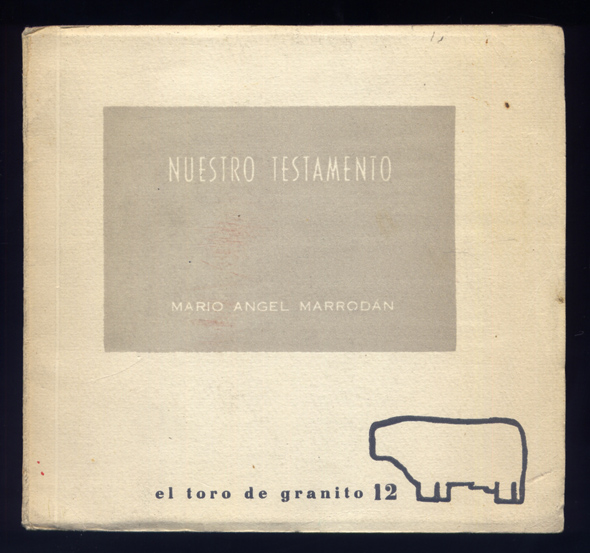 NUESTRO TESTAMENTO
MARIO ANGEL MARRODÁN
el toro de granito 12